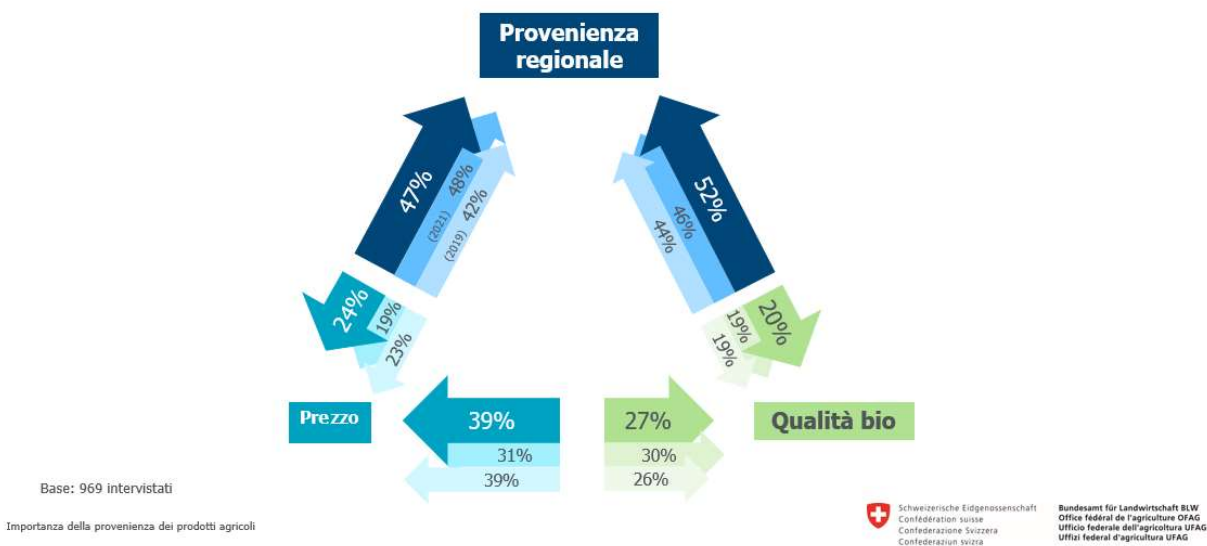 Provenienza
regionale
47%
(2021) 48%
(2019) 42%
52%
46%
44%
24%
19%
23%
20%
19%
19%
Prezzo
39%
31%
39%
27%
30%
26%
Qualità bio
Base: 969 intervistati
Importanza della provenienza dei prodotti agricoli
Schweizerische Eidgenossenschaft
Confédération suisse
Confederazione Svizzera
Confederaziun svizra
Bundesamt für Landwirtschaft BLW
Office fédéral de l'agriculture OFAG
Ufficio federale dell'agricoltura UFAG
Uffizi federal d'agricultura UFAG